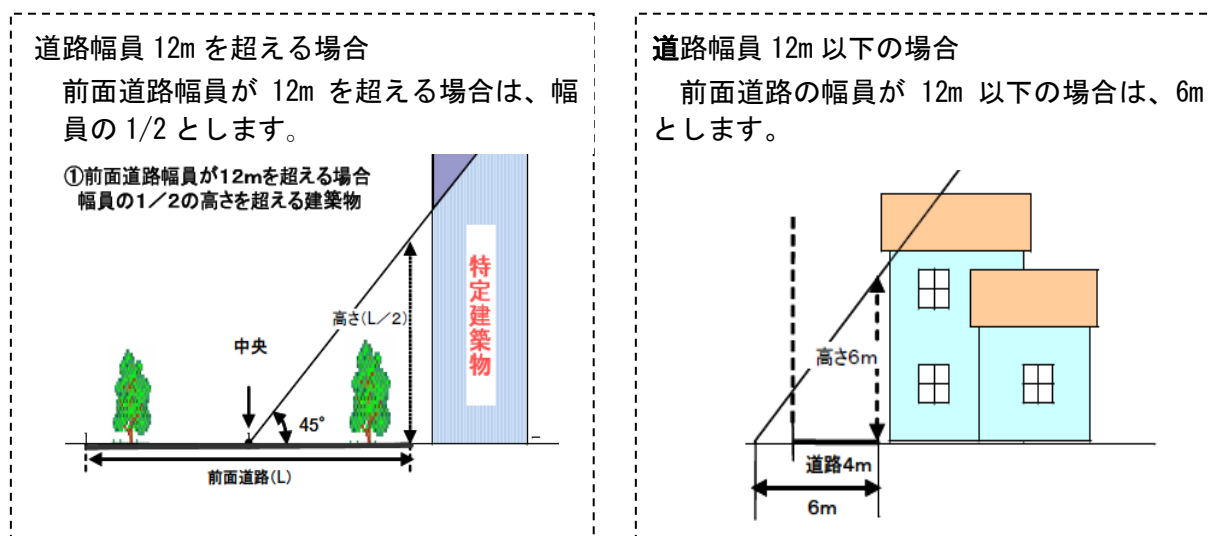 道路幅員 12m を超える場合
前面道路幅員が 12m を超える場合は、幅
員の 1/2 とします。
①前面道路幅員が12mを超える場合
幅員の1/2の高さを超える建築物
特定建築物
高さ(L/2)
中央
45°
前面道路(L)
道路幅員 12m 以下の場合
前面道路の幅員が 12m 以下の場合は、6m
とします。
高さ6m
道路4m
6m